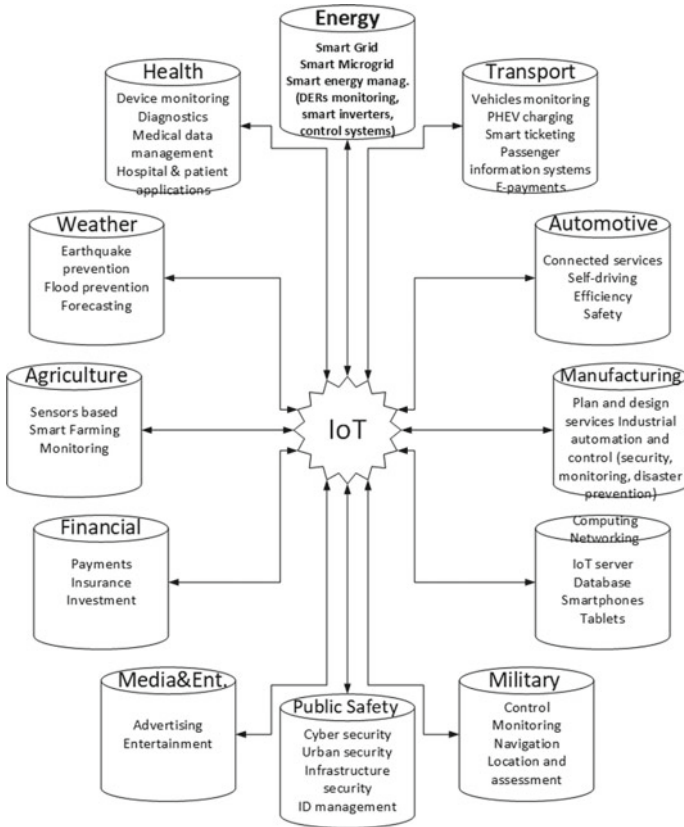 Energy
Smart Grid
Smart Microgrid
Smart energy manag.
(DERs monitoring,
smart inverters,
control systems)
Health
Device monitoring
Diagnostics
Medical data
management
Hospital & patient
applications
Transport
Vehicles monitoring
PHEV charging
Smart ticketing
Passenger
information systems
E-payments
Weather
Earthquake
prevention
Flood prevention
Forecasting
Automotive
Connected services
Self-driving
Efficiency
Safety
Agriculture
Sensors based
Smart Farming
Monitoring
IoT
Manufacturing
Plan and design
services Industrial
automation and
control (security,
monitoring, disaster
prevention)
Financial
Payments
Insurance
Investment
Computing
Networking
IoT server
Database
Smartphones
Tablets
Media&Ent.
Advertising
Entertainment
Public Safety
Cyber security
Urban security
Infrastructure
security
ID management
Military
Control
Monitoring
Navigation
Location and
assessment